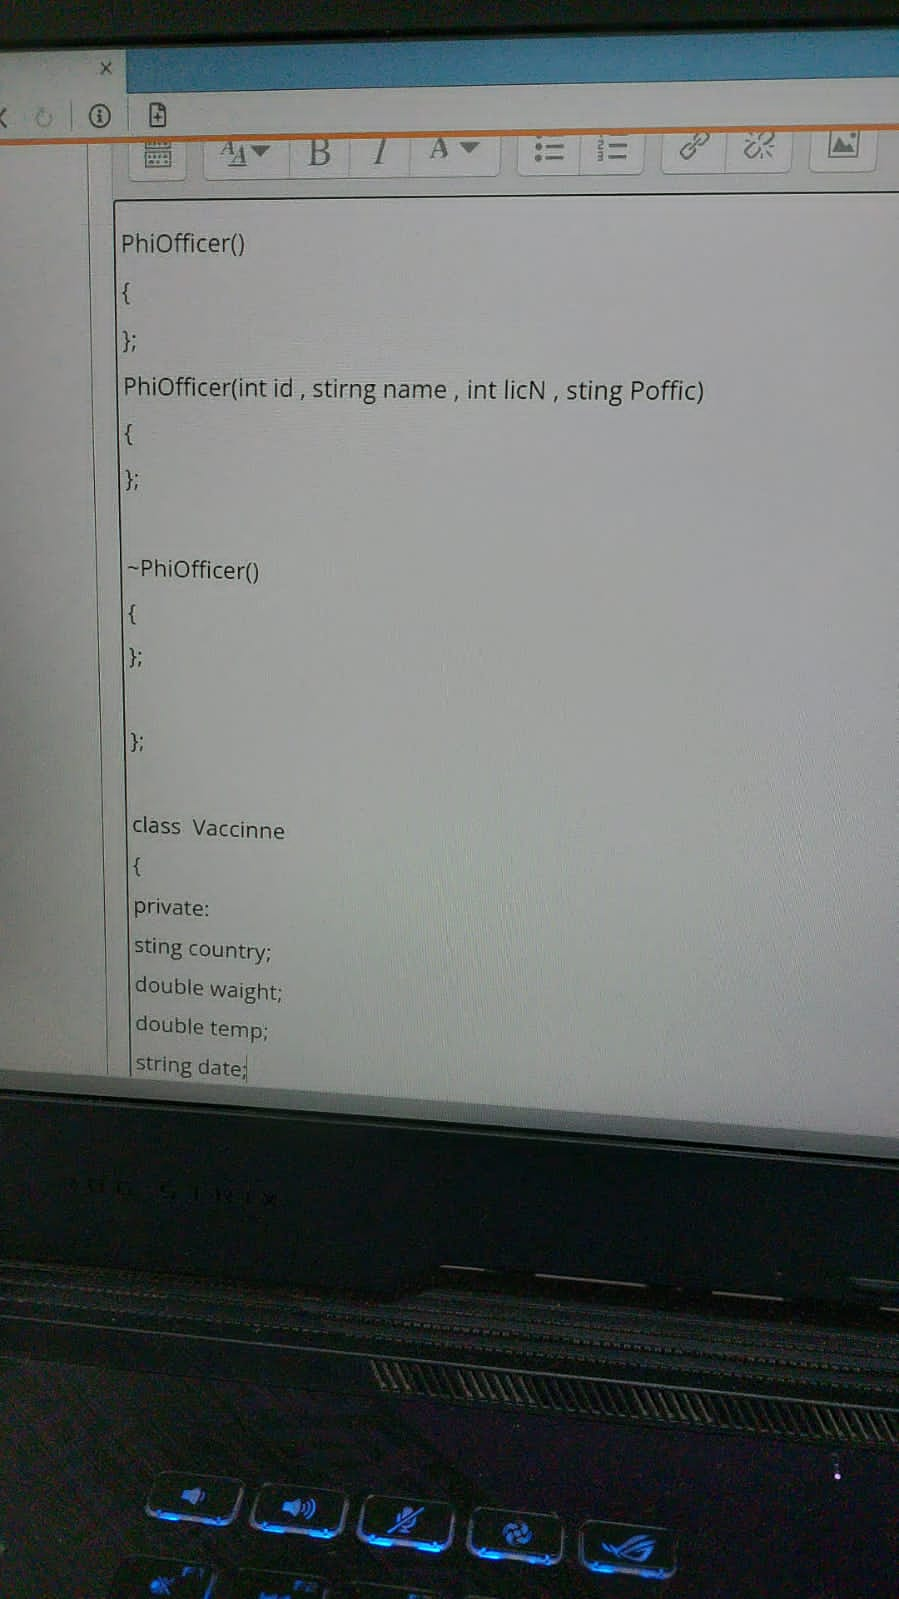 PhiOfficer()
{
};
PhiOfficer(int id , stirng name , int licN , sting Poffic)
{
};
~PhiOfficer()
{
};
};
class Vaccinne
{
private:
sting country;
double waight;
double temp;
string date;